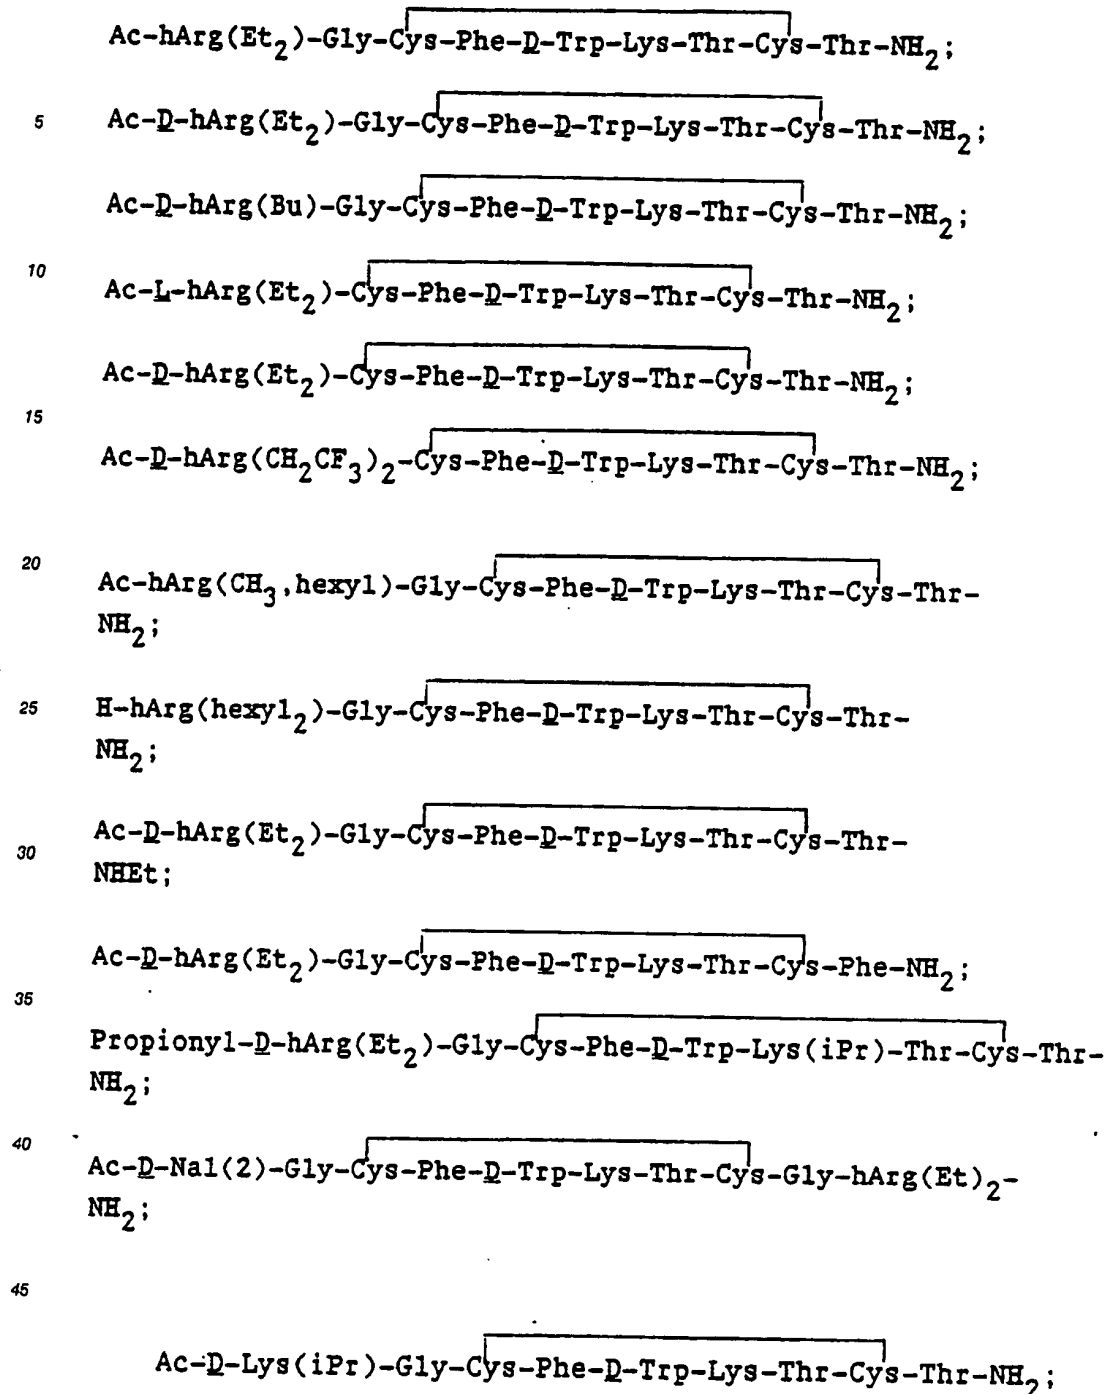 Ac-hArg(Et2)-Gly-Cys-Phe-D-Trp-Lys-Thr-Cys-Thr-NH2;
5 Ac-D-hArg(Et2)-Gly-Cys-Phe-D-Trp-Lys-Thr-Cys-Thr-NH2;
Ac-D-hArg(Bu)-Gly-Cys-Phe-D-Trp-Lys-Thr-Cys-Thr-NH2;
10
Ac-L-hArg(Et2)-Cys-Phe-D-Trp-Lys-Thr-Cys-Thr-NH2;
Ac-D-hArg(Et2)-Cys-Phe-D-Trp-Lys-Thr-Cys-Thr-NH2;
15
Ac-D-hArg(CH2CF3)2-Cys-Phe-D-Trp-Lys-Thr-Cys-Thr-NH2;
20
Ac-hArg(CH3,hexyl)-Gly-Cys-Phe-D-Trp-Lys-Thr-Cys-Thr-
NH2;
25 H-hArg(hexyl2)-Gly-Cys-Phe-D-Trp-Lys-Thr-Cys-Thr-
NH2;
Ac-D-hArg(Et2)-Gly-Cys-Phe-D-Trp-Lys-Thr-Cys-Thr-
30
NHEt;
Ac-D-hArg(Et2)-Gly-Cys-Phe-D-Trp-Lys-Thr-Cys-Phe-NH2;
35
Propionyl-D-hArg(Et2)-Gly-Cys-Phe-D-Trp-Lys(iPr)-Thr-Cys-Thr-
NH2;
40
Ac-D-Nal(2)-Gly-Cys-Phe-D-Trp-Lys-Thr-Cys-Gly-hArg(Et)2-
NH2;
45
Ac-D-Lys(iPr)-Gly-Cys-Phe-D-Trp-Lys-Thr-Cys-Thr-NH2;